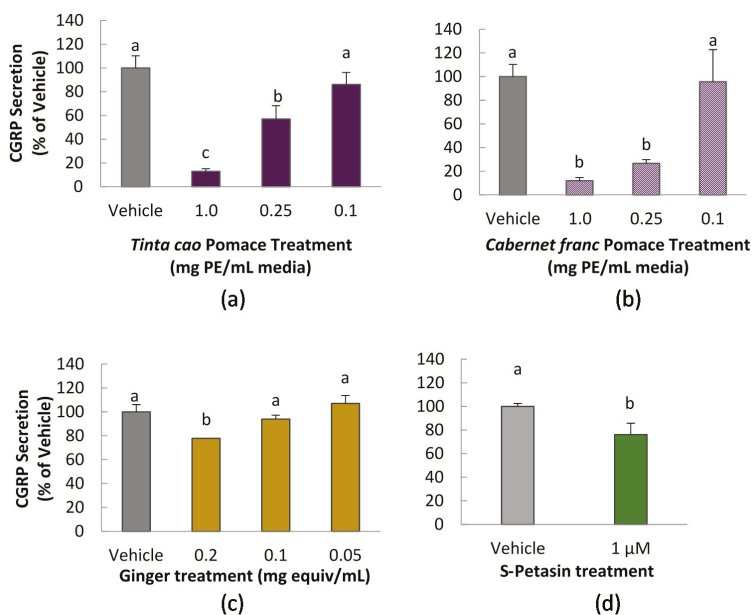 CGRP Secretion
(% of Vehicle)
140
120
100
80
60
40
20
0
a
c
b
a
Vehicle
1.0
0.25
0.1
Tinta cao Pomace Treatment
(mg PE/mL media)
(a)
140
120
100
80
60
40
20
0
a
b
b
a
Vehicle
1.0
0.25
0.1
Cabernet franc Pomace Treatment
(mg PE/mL media)
(b)
CGRP Secretion
(% of Vehicle)
140
120
100
80
60
40
20
0
a
b
a
a
Vehicle
0.2
0.1
0.05
Ginger treatment (mg equiv/mL)
(c)
140
120
100
80
60
40
20
0
a
b
Vehicle
1 μM
S-Petasin treatment
(d)